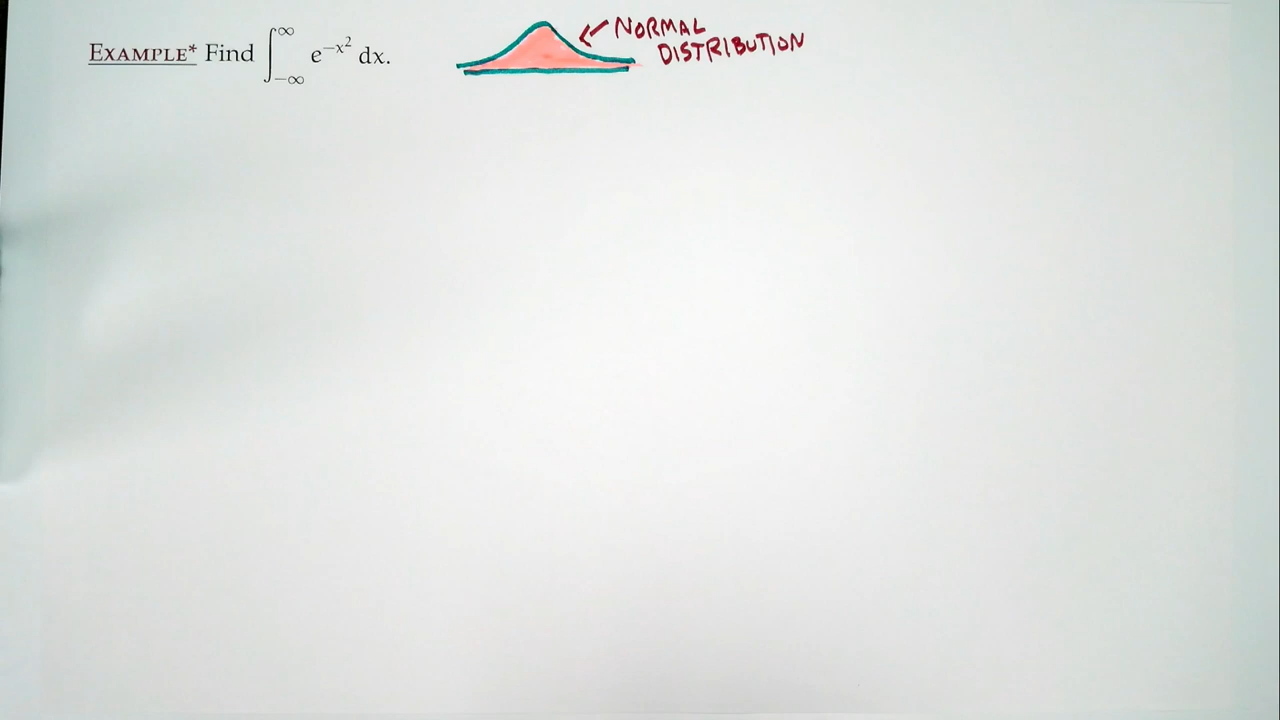 EXAMPLE* Find ∫_{-∞}^{∞} e^{-x²} dx.
NORMAL
DISTRIBUTION